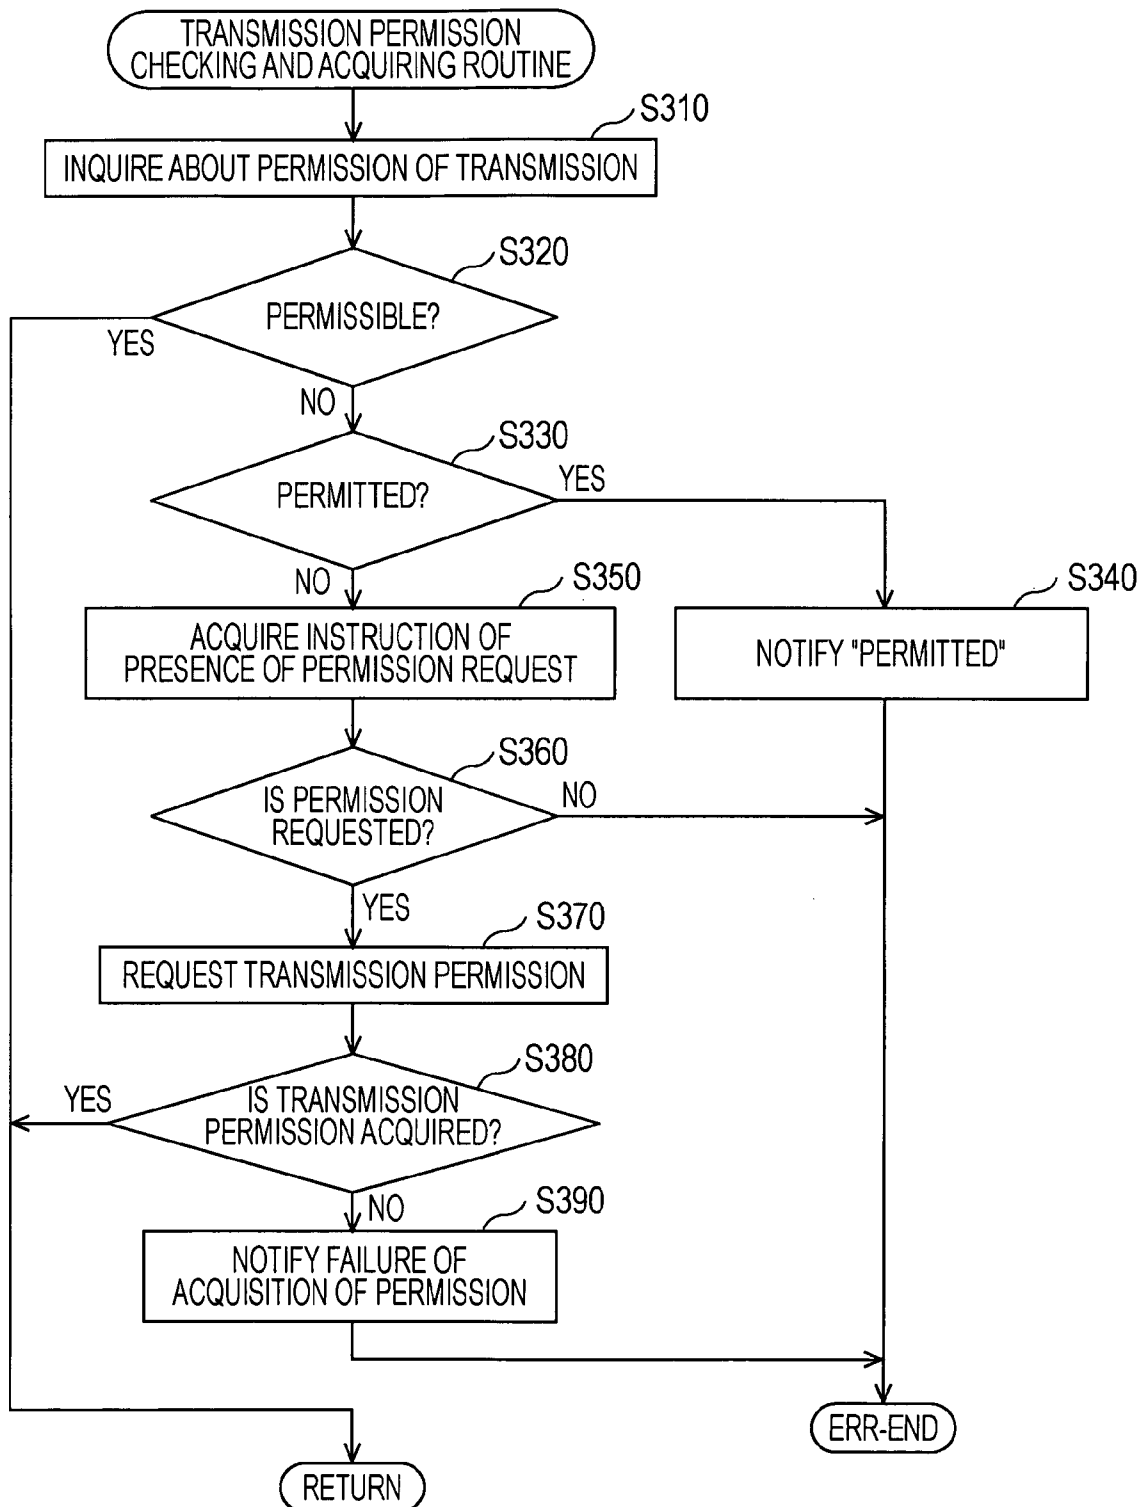 TRANSMISSION PERMISSION
CHECKING AND ACQUIRING ROUTINE
S310
INQUIRE ABOUT PERMISSION OF TRANSMISSION
S320
PERMISSIBLE?
YES
NO
S330
PERMITTED?
YES
NO
S350
ACQUIRE INSTRUCTION OF
PRESENCE OF PERMISSION REQUEST
S340
NOTIFY "PERMITTED"
S360
IS PERMISSION
REQUESTED?
NO
YES
S370
REQUEST TRANSMISSION PERMISSION
S380
IS TRANSMISSION
PERMISSION ACQUIRED?
YES
NO
S390
NOTIFY FAILURE OF
ACQUISITION OF PERMISSION
ERR-END
RETURN